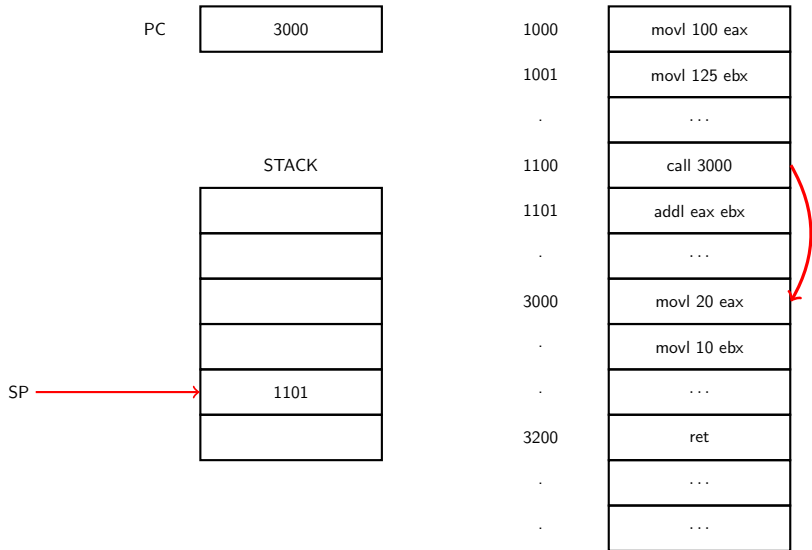 PC 3000 1000 movl 100 eax
1001 movl 125 ebx
. . . .
STACK 1100 call 3000
1101 addl eax ebx
. . . .
3000 movl 20 eax
. movl 10 ebx
SP 1101 . . . .
3200 ret
. . . .
. . . .